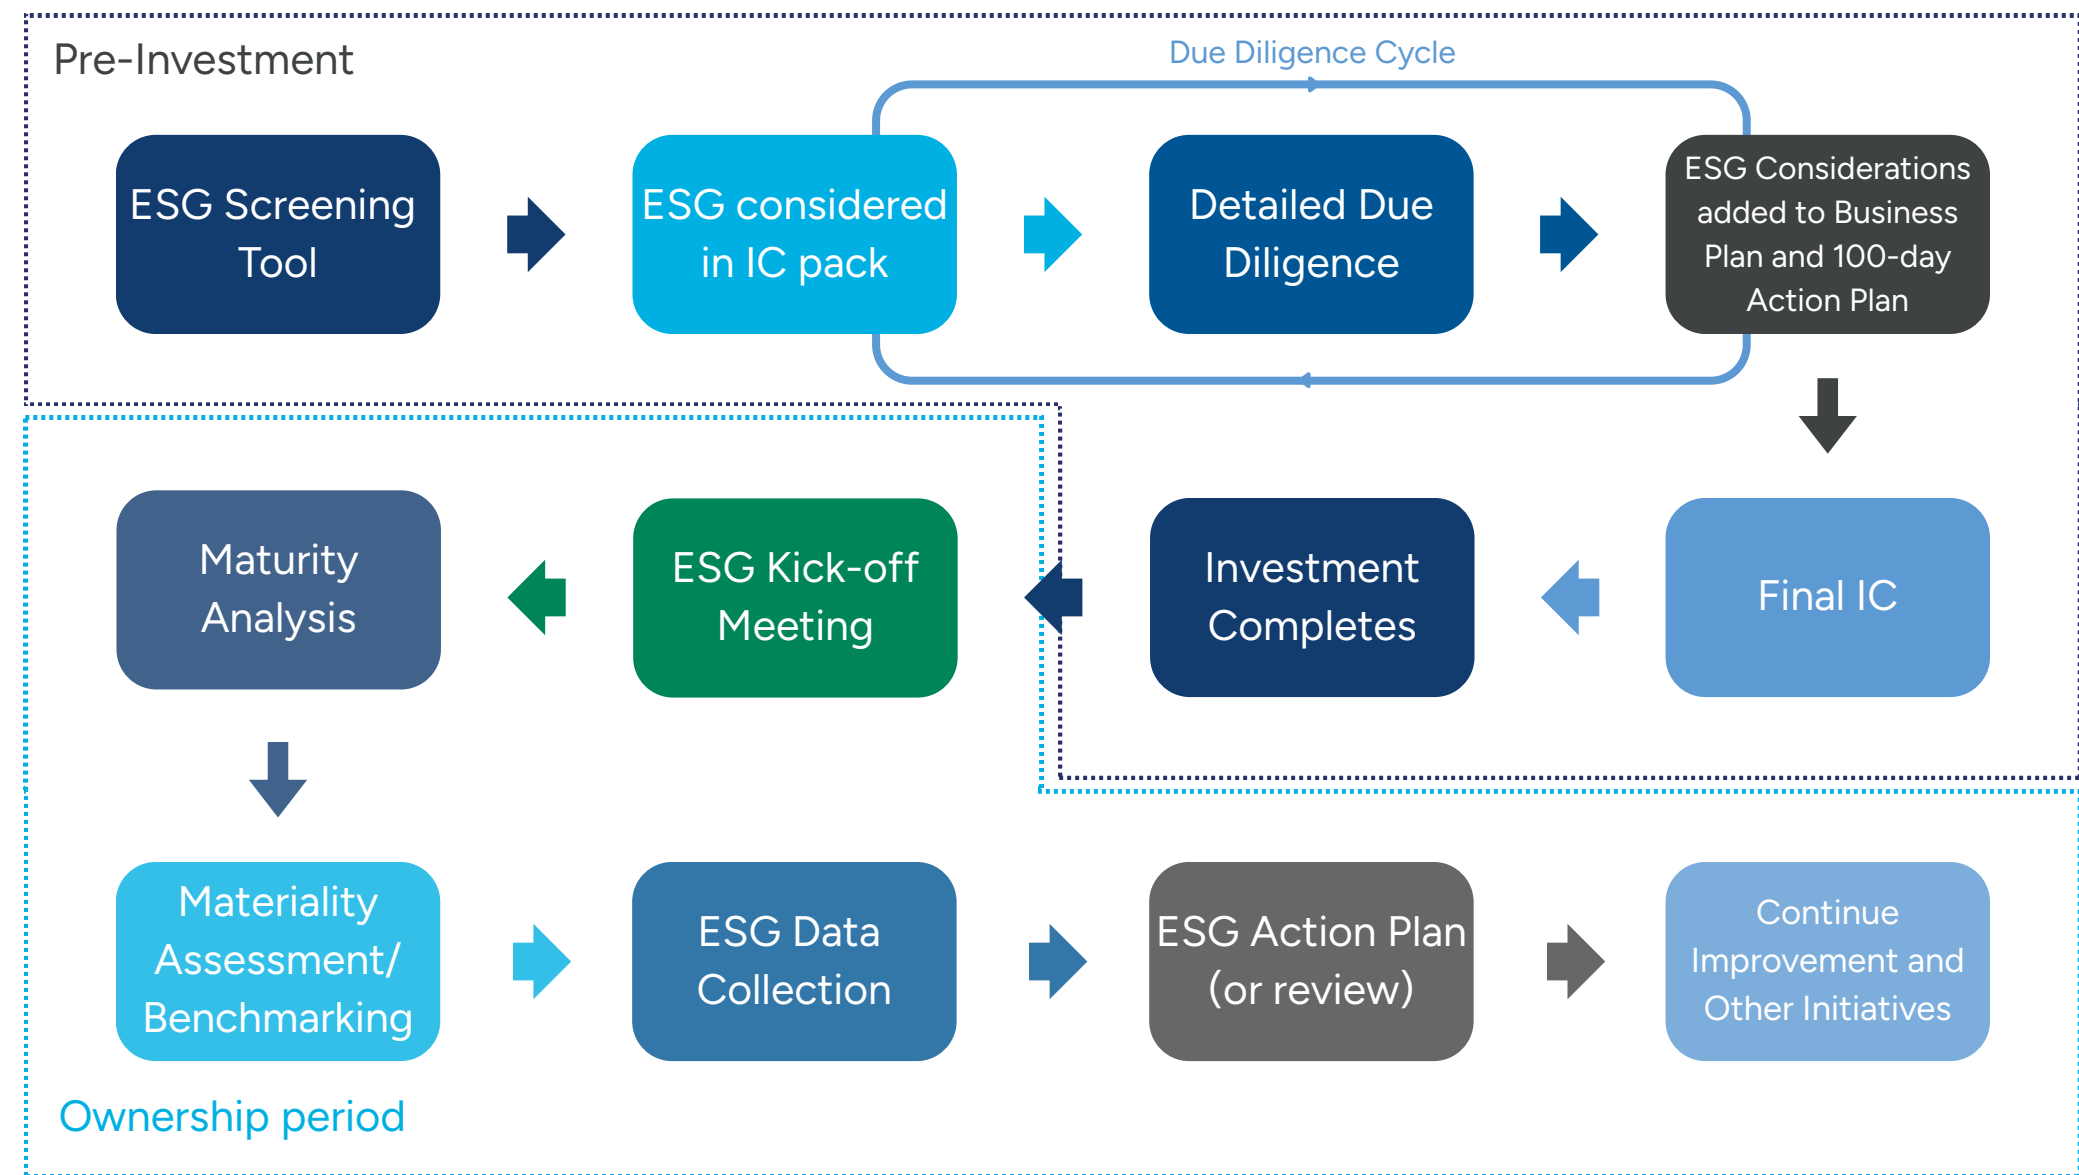 Pre-Investment
Due Diligence Cycle
ESG Screening
Tool
ESG considered
in IC pack
Detailed Due
Diligence
ESG Considerations
added to Business
Plan and 100-day
Action Plan
Final IC
Investment
Completes
ESG Kick-off
Meeting
Maturity
Analysis
Materiality
Assessment/
Benchmarking
ESG Data
Collection
ESG Action Plan
(or review)
Continue
Improvement and
Other Initiatives
Ownership period